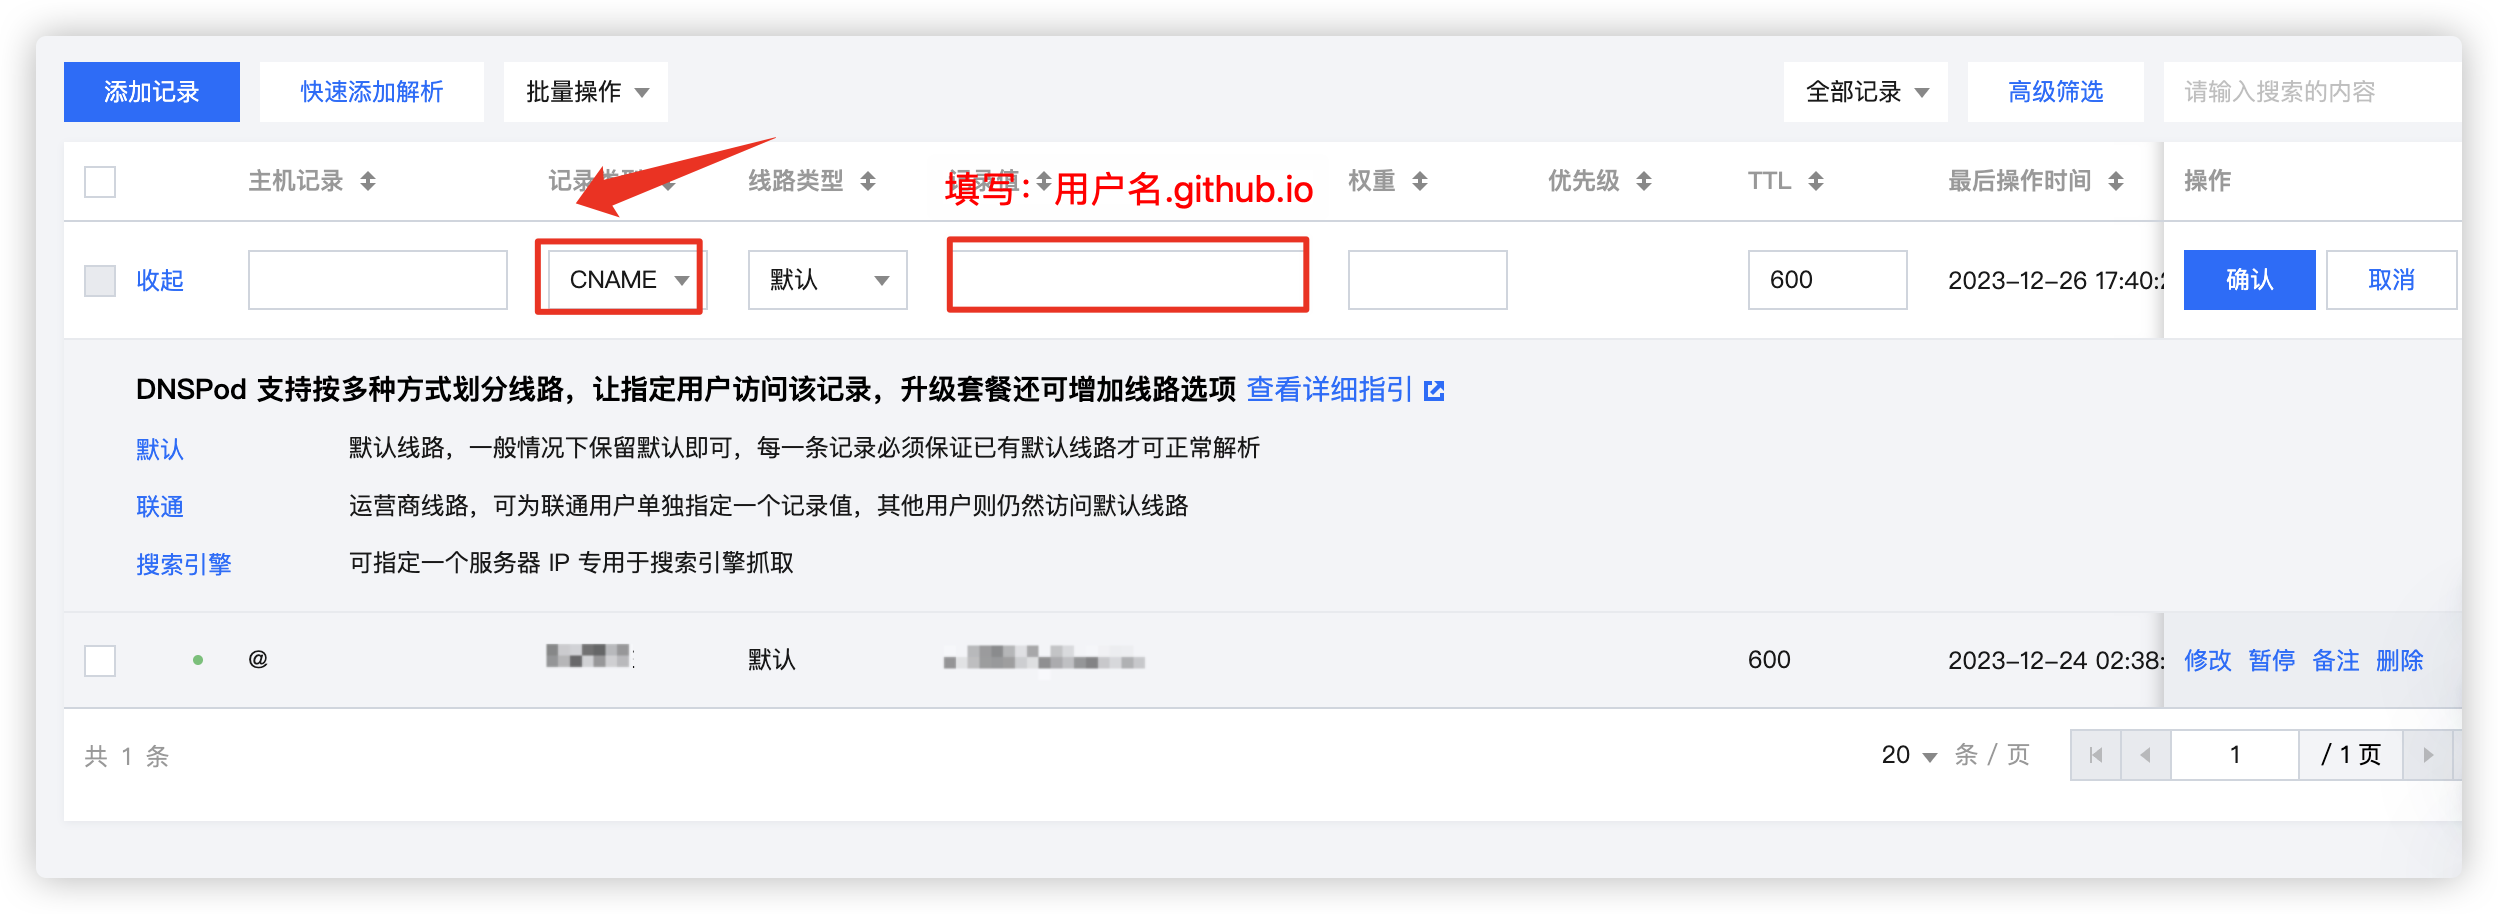 添加记录 快速添加解析 批量操作 全部记录 高级筛选 请输入搜索的内容
主机记录 记录类型 线路类型 记录值 权重 优先级 TTL 最后操作时间 操作
填写：用户名.github.io
收起 CNAME 默认 600 2023-12-26 17:40:2 确认 取消
DNSPod 支持按多种方式划分线路，让指定用户访问该记录，升级套餐还可增加线路选项 查看详细指引
默认 默认线路，一般情况下保留默认即可，每一条记录必须保证已有默认线路才可正常解析
联通 运营商线路，可为联通用户单独指定一个记录值，其他用户则仍然访问默认线路
搜索引擎 可指定一个服务器 IP 专用于搜索引擎抓取
@ 默认 600 2023-12-24 02:38: 修改 暂停 备注 删除
共 1 条 20 条 / 页 1 / 1 页